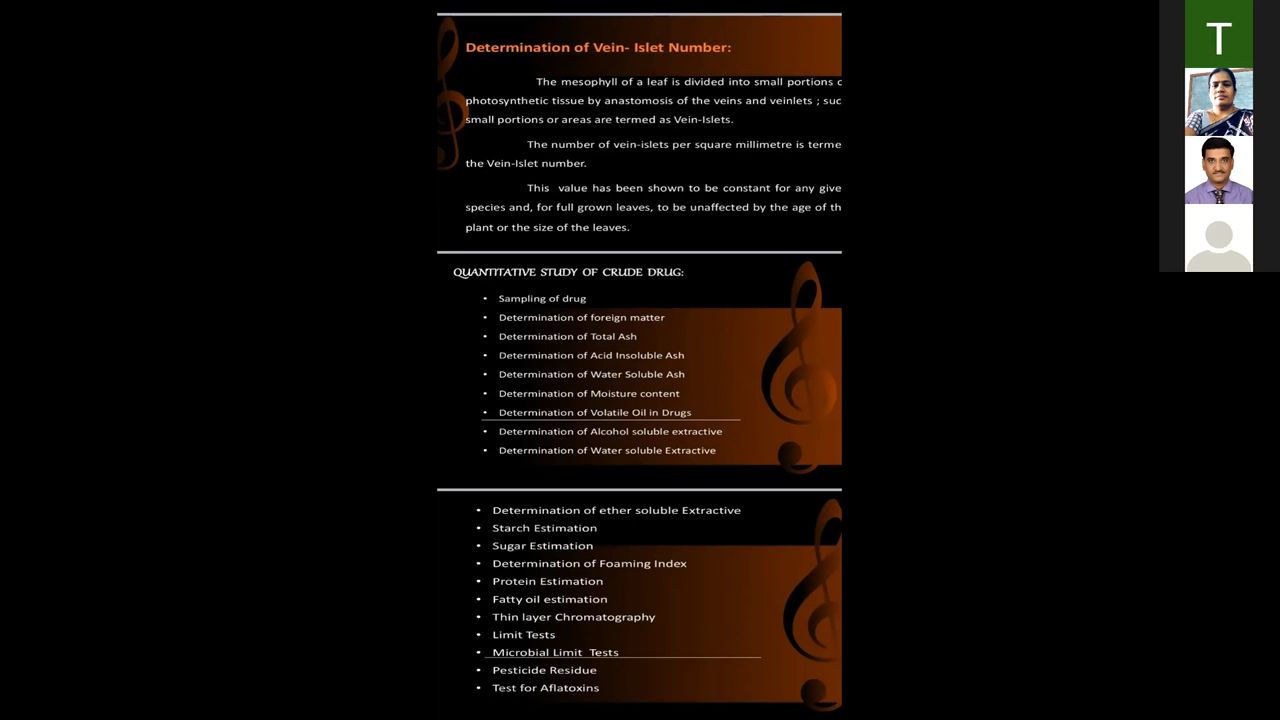 Determination of Vein- Islet Number:
The mesophyll of a leaf is divided into small portions
photosynthetic tissue by anastomosis of the veins and veinlets ; suc
small portions or areas are termed as Vein-Islets.
The number of vein-islets per square millimetre is terme
the Vein-Islet number.
This value has been shown to be constant for any give
species and, for full grown leaves, to be unaffected by the age of th
plant or the size of the leaves.
QUANTITATIVE STUDY OF CRUDE DRUG:
• Sampling of drug
• Determination of foreign matter
• Determination of Total Ash
• Determination of Acid Insoluble Ash
• Determination of Water Soluble Ash
• Determination of Moisture content
• Determination of Volatile Oil in Drugs
• Determination of Alcohol soluble extractive
• Determination of Water soluble Extractive
• Determination of ether soluble Extractive
• Starch Estimation
• Sugar Estimation
• Determination of Foaming Index
• Protein Estimation
• Fatty oil estimation
• Thin layer Chromatography
• Limit Tests
• Microbial Limit Tests
• Pesticide Residue
• Test for Aflatoxins
T